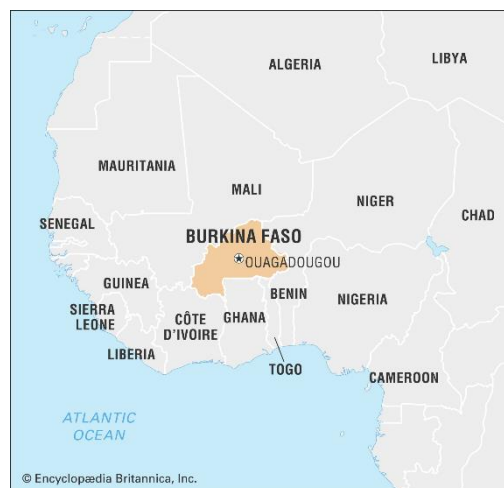 ALGERIA
LIBYA
MAURITANIA
MALI
NIGER
CHAD
SENEGAL
BURKINA FASO
OUAGADOUGOU
GUINEA
BENIN
NIGERIA
SIERRA
LEONE
CÔTE
D'IVOIRE
GHANA
LIBERIA
TOGO
CAMEROON
ATLANTIC
OCEAN
© Encyclopædia Britannica, Inc.